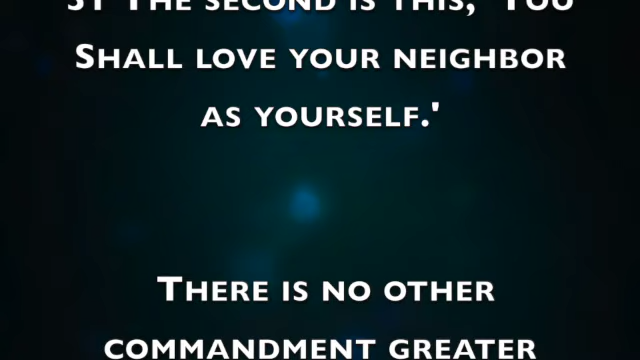 31 The second is this, 'You
Shall love your neighbor
as yourself.'
There is no other
commandment greater